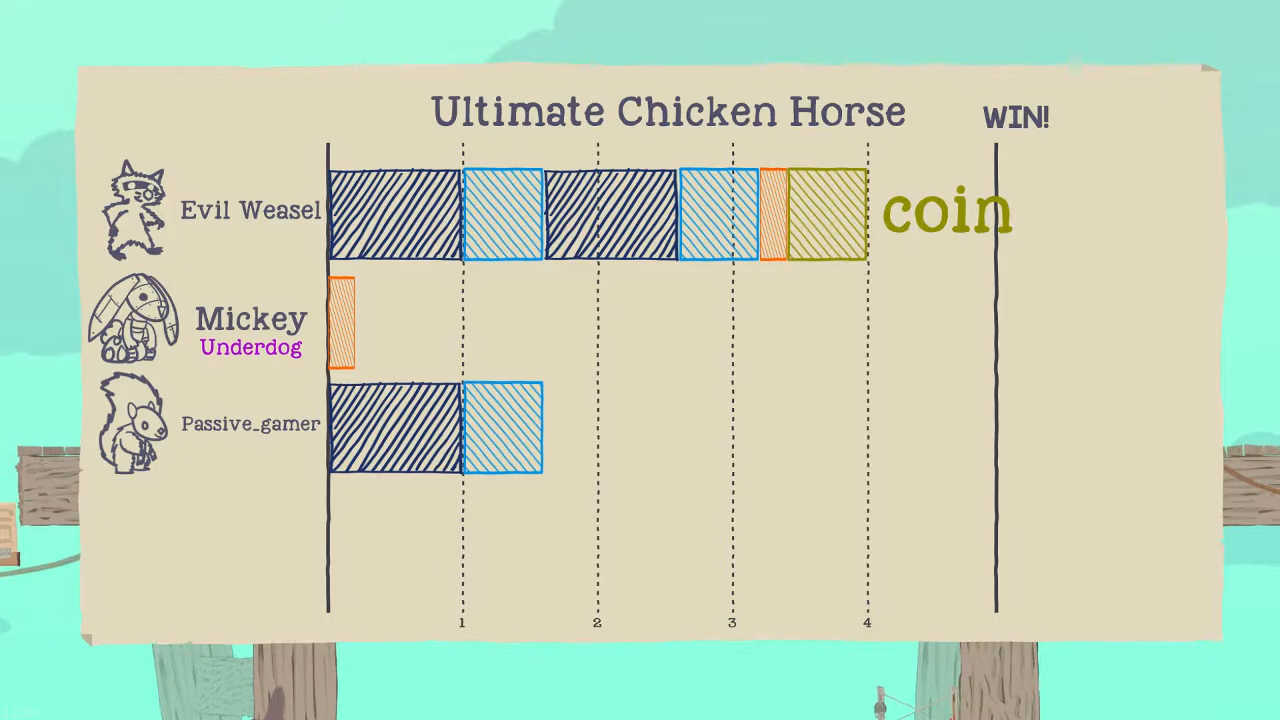 Ultimate Chicken Horse
WIN!
Evil Weasel
coin
Mickey
Underdog
Passive_gamer
1 2 3 4